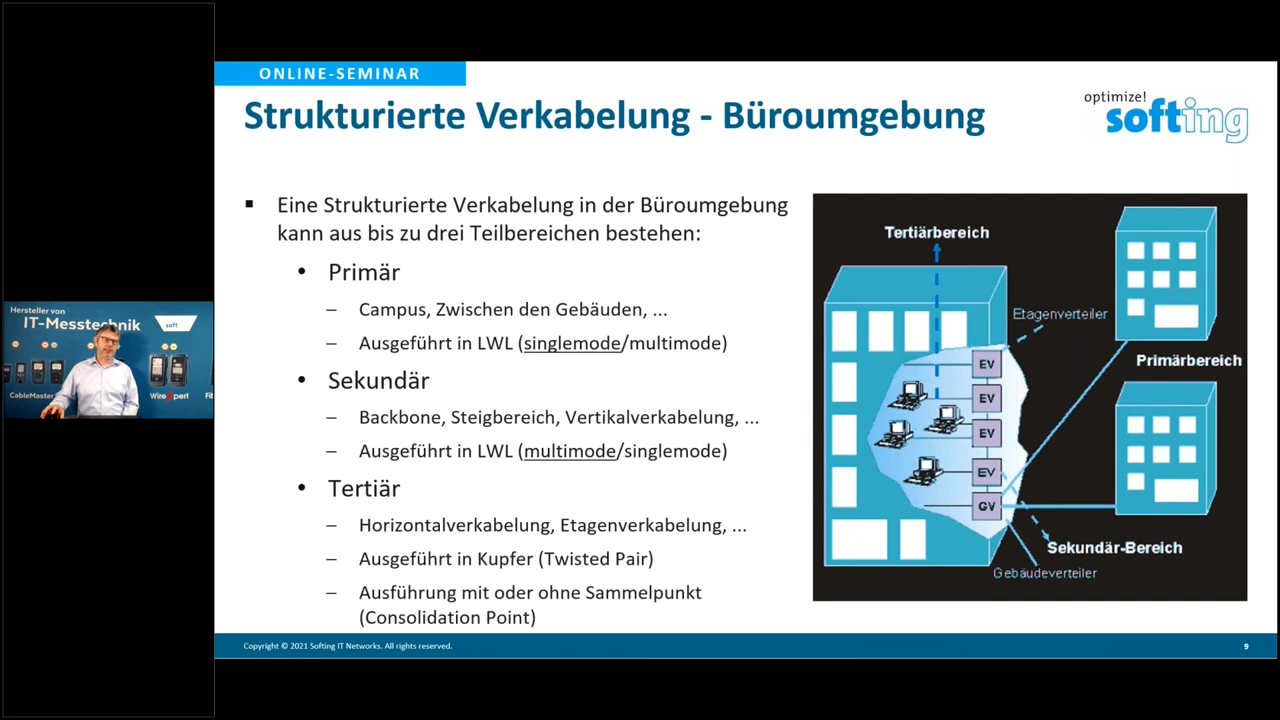 ONLINE-SEMINAR
Strukturierte Verkabelung - Büroumgebung
optimize!
softing
Eine Strukturierte Verkabelung in der Büroumgebung
kann aus bis zu drei Teilbereichen bestehen:
• Primär
– Campus, Zwischen den Gebäuden, ...
– Ausgeführt in LWL (singlemode/multimode)
• Sekundär
– Backbone, Steigbereich, Vertikalverkabelung, ...
– Ausgeführt in LWL (multimode/singlemode)
• Tertiär
– Horizontalverkabelung, Etagenverkabelung, ...
– Ausgeführt in Kupfer (Twisted Pair)
– Ausführung mit oder ohne Sammelpunkt
(Consolidation Point)
Tertiärbereich
Etagenverteiler
Primärbereich
EV
EV
EV
EV
GV
Sekundär-Bereich
Gebäudeverteiler
Hersteller von
IT-Messtechnik
soft
CableMaster
WireXpert
Copyright © 2021 Softing IT Networks. All rights reserved.
9